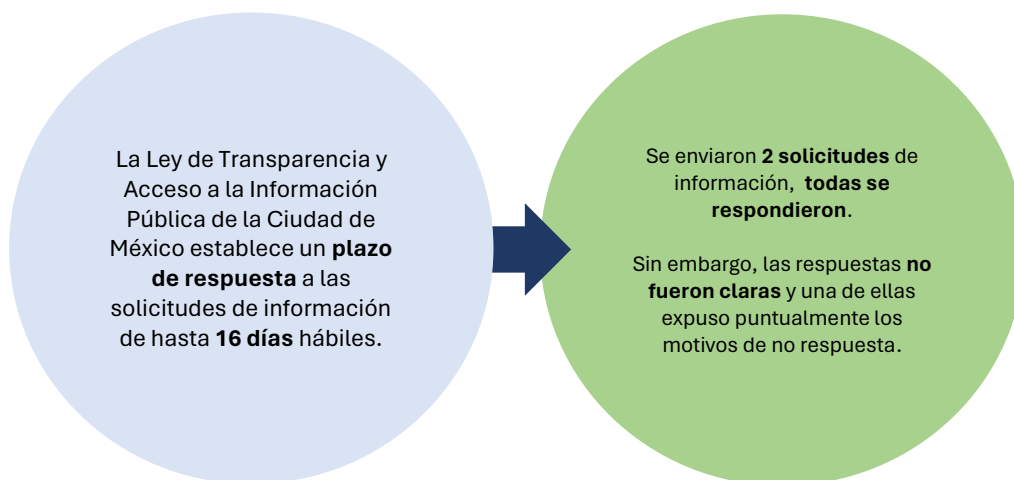 La Ley de Transparencia y
Acceso a la Información
Pública de la Ciudad de
México establece un plazo
de respuesta a las
solicitudes de información
de hasta 16 días hábiles.
Se enviaron 2 solicitudes de
información, todas se
respondieron.
Sin embargo, las respuestas no
fueron claras y una de ellas
expuso puntualmente los
motivos de no respuesta.